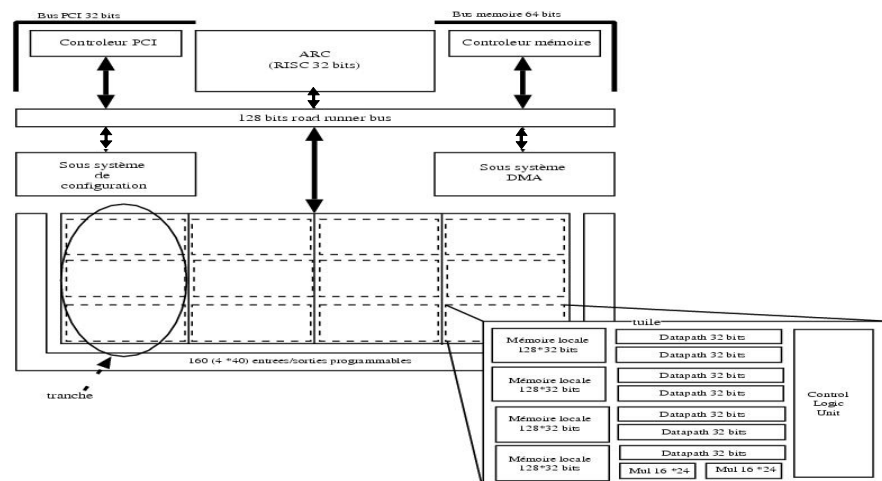 Bus PCI 32 bits
Bus memoire 64 bits
Controleur PCI
ARC
(RISC 32 bits)
Controleur mémoire
128 bits road runner bus
Sous système
de
configuration
Sous système
DMA
160 (4 *40) entrees/sorties programmables
tranche
tuile
Mémoire locale
128*32 bits
Mémoire locale
128*32 bits
Mémoire locale
128*32 bits
Mémoire locale
128*32 bits
Datapath 32 bits
Datapath 32 bits
Datapath 32 bits
Datapath 32 bits
Datapath 32 bits
Datapath 32 bits
Datapath 32 bits
Mul 16 *24
Mul 16 *24
Control
Logic
Unit